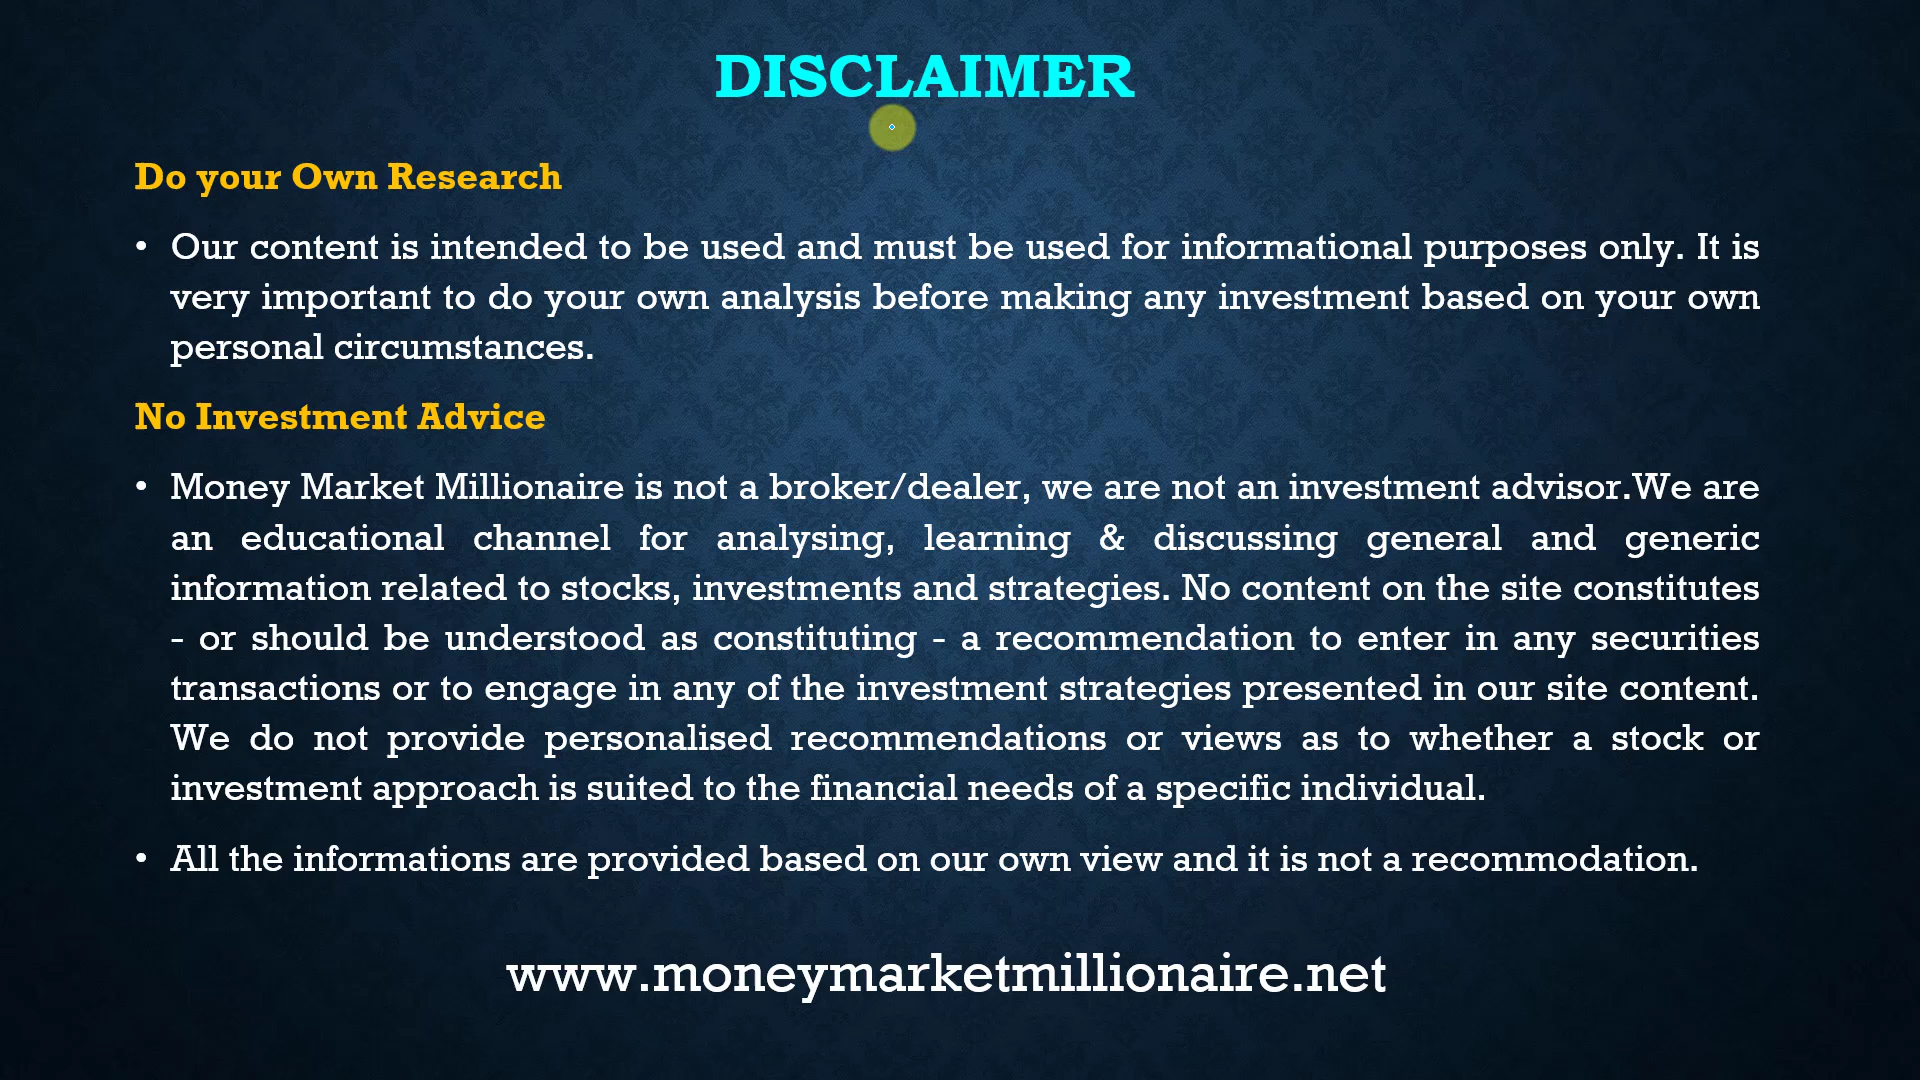 DISCLAIMER
Do your Own Research
• Our content is intended to be used and must be used for informational purposes only. It is
very important to do your own analysis before making any investment based on your own
personal circumstances.
No Investment Advice
• Money Market Millionaire is not a broker/dealer, we are not an investment advisor.We are
an educational channel for analysing, learning & discussing general and generic
information related to stocks, investments and strategies. No content on the site constitutes
- or should be understood as constituting - a recommendation to enter in any securities
transactions or to engage in any of the investment strategies presented in our site content.
We do not provide personalised recommendations or views as to whether a stock or
investment approach is suited to the financial needs of a specific individual.
• All the informations are provided based on our own view and it is not a recommodation.
www.moneymarketmillionaire.net